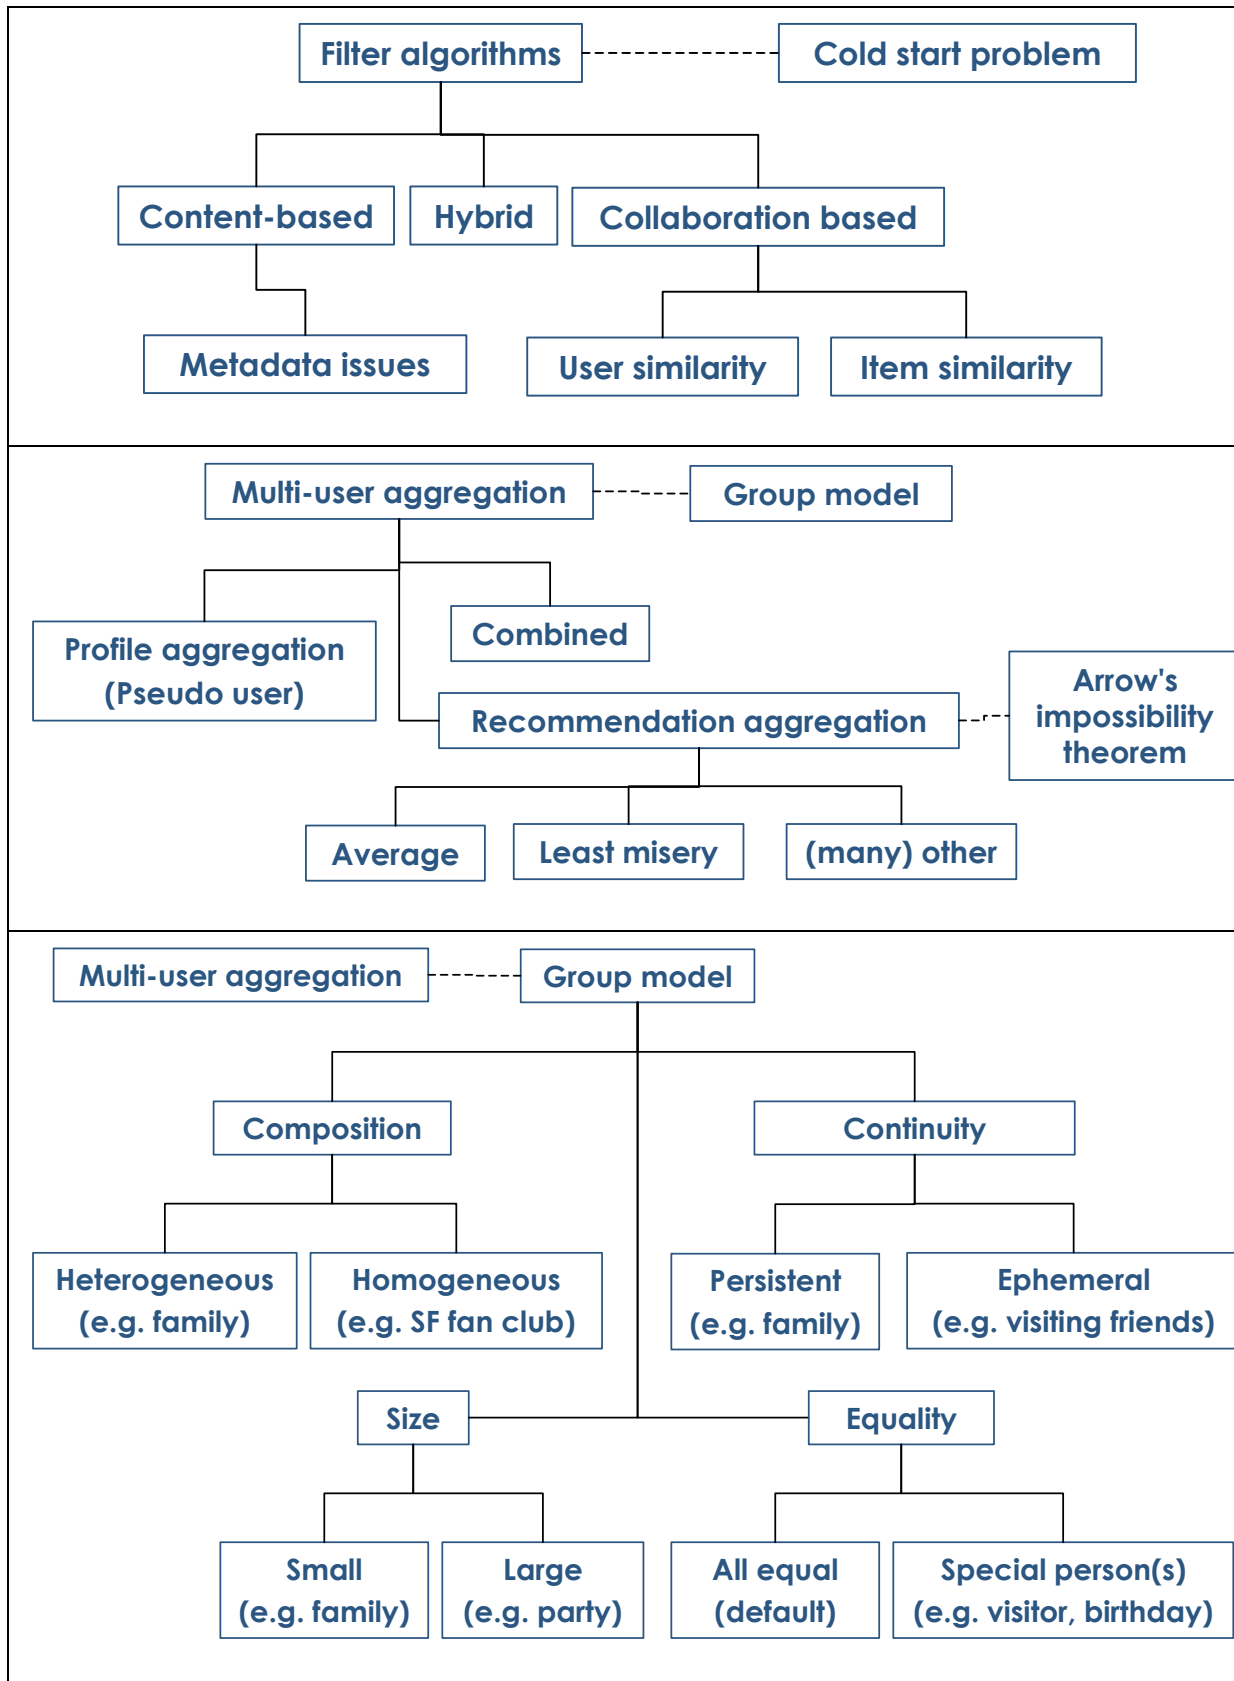 Filter algorithms
Cold start problem
Content-based
Hybrid
Collaboration based
Metadata issues
User similarity
Item similarity
Multi-user aggregation
Group model
Profile aggregation
(Pseudo user)
Combined
Recommendation aggregation
Arrow's
impossibility
theorem
Average
Least misery
(many) other
Multi-user aggregation
Group model
Composition
Continuity
Heterogeneous
(e.g. family)
Homogeneous
(e.g. SF fan club)
Persistent
(e.g. family)
Ephemeral
(e.g. visiting friends)
Size
Equality
Small
(e.g. family)
Large
(e.g. party)
All equal
(default)
Special person(s)
(e.g. visitor, birthday)